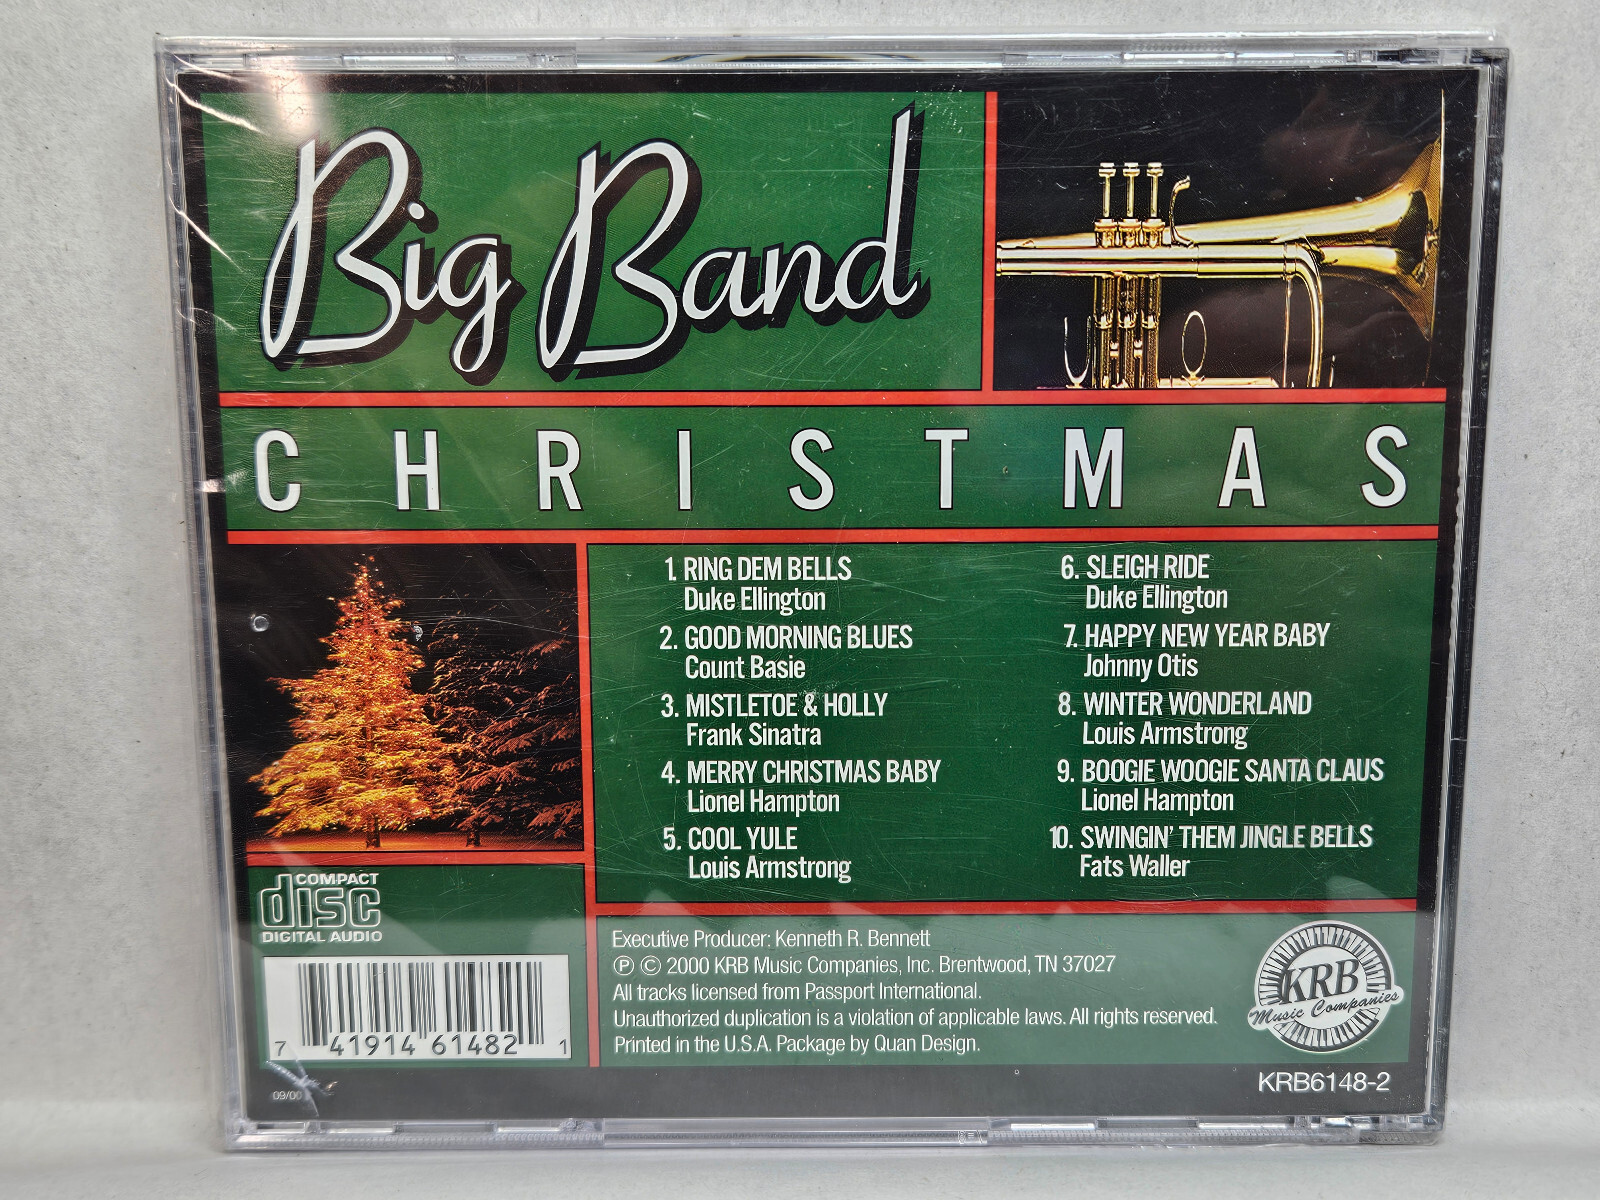 Big Band
CHRISTMAS
1. RING DEM BELLS
Duke Ellington
2. GOOD MORNING BLUES
Count Basie
3. MISTLETOE & HOLLY
Frank Sinatra
4. MERRY CHRISTMAS BABY
Lionel Hampton
5. COOL YULE
Louis Armstrong
6. SLEIGH RIDE
Duke Ellington
7. HAPPY NEW YEAR BABY
Johnny Otis
8. WINTER WONDERLAND
Louis Armstrong
9. BOOGIE WOOGIE SANTA CLAUS
Lionel Hampton
10. SWINGIN' THEM JINGLE BELLS
Fats Waller
COMPACT
disc
DIGITAL AUDIO
7 41914 61482 1
09/00
Executive Producer: Kenneth R. Bennett
℗ © 2000 KRB Music Companies, Inc. Brentwood, TN 37027
All tracks licensed from Passport International.
Unauthorized duplication is a violation of applicable laws. All rights reserved.
Printed in the U.S.A. Package by Quan Design.
KRB
Music Companies
KRB6148-2